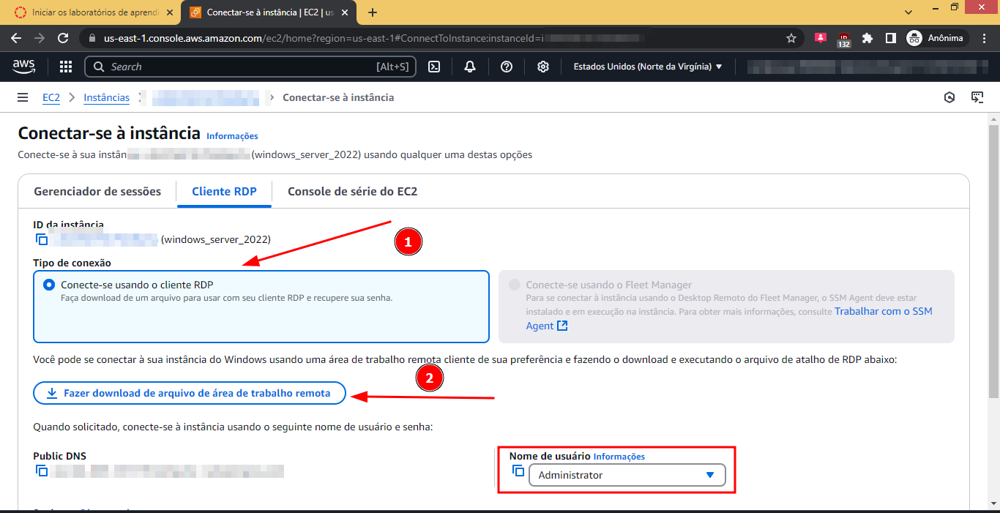 Iniciar os laboratórios de aprendi
Conectar-se à instância | EC2 | us
us-east-1.console.aws.amazon.com/ec2/home?region=us-east-1#ConnectToInstance:instanceId=i
132
Anônima
aws
Search
[Alt+S]
Estados Unidos (Norte da Virgínia)
EC2
Instâncias
Conectar-se à instância
Conectar-se à instância Informações
Conecte-se à sua instân (windows_server_2022) usando qualquer uma destas opções
Gerenciador de sessões
Cliente RDP
Console de série do EC2
ID da instância
(windows_server_2022)
1
Tipo de conexão
Conecte-se usando o cliente RDP
Faça download de um arquivo para usar com seu cliente RDP e recupere sua senha.
Conecte-se usando o Fleet Manager
Para se conectar à instância usando o Desktop Remoto do Fleet Manager, o SSM Agent deve estar
instalado e em execução na instância. Para obter mais informações, consulte Trabalhar com o SSM
Agent
Você pode se conectar à sua instância do Windows usando uma área de trabalho remota cliente de sua preferência e fazendo o download e executando o arquivo de atalho de RDP abaixo:
2
Fazer download de arquivo de área de trabalho remota
Quando solicitado, conecte-se à instância usando o seguinte nome de usuário e senha:
Public DNS
Nome de usuário Informações
Administrator